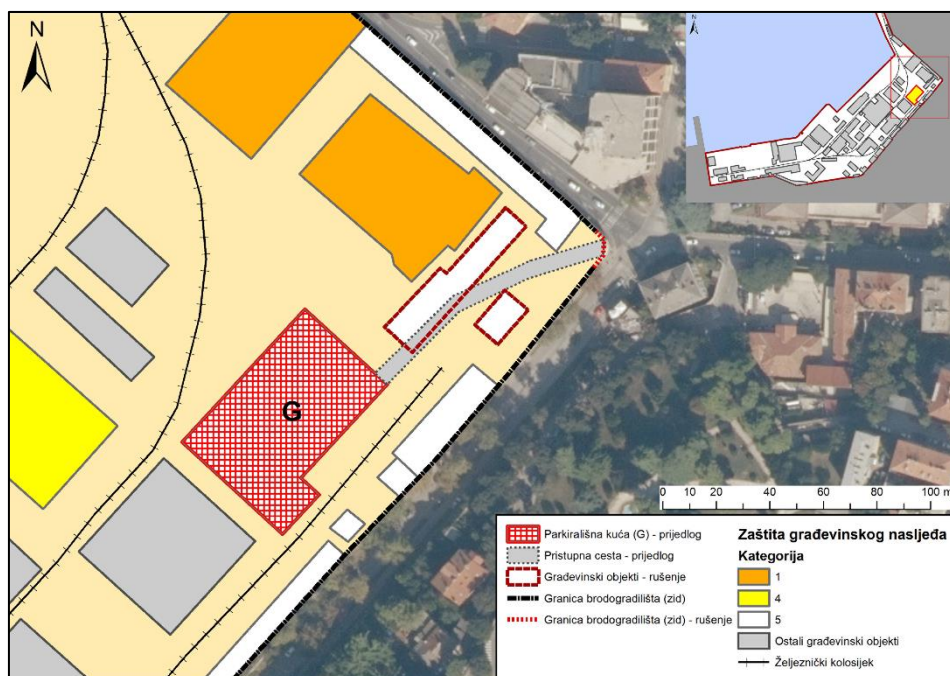 N
N
G
0 10 20 40 60 80 100 m
Parkirališna kuća (G) - prijedlog
Pristupna cesta - prijedlog
Građevinski objekti - rušenje
Granica brodogradilišta (zid)
Granica brodogradilišta (zid) - rušenje
Zaštita građevinskog nasljeđa
Kategorija
1
4
5
Ostali građevinski objekti
Željeznički kolosijek